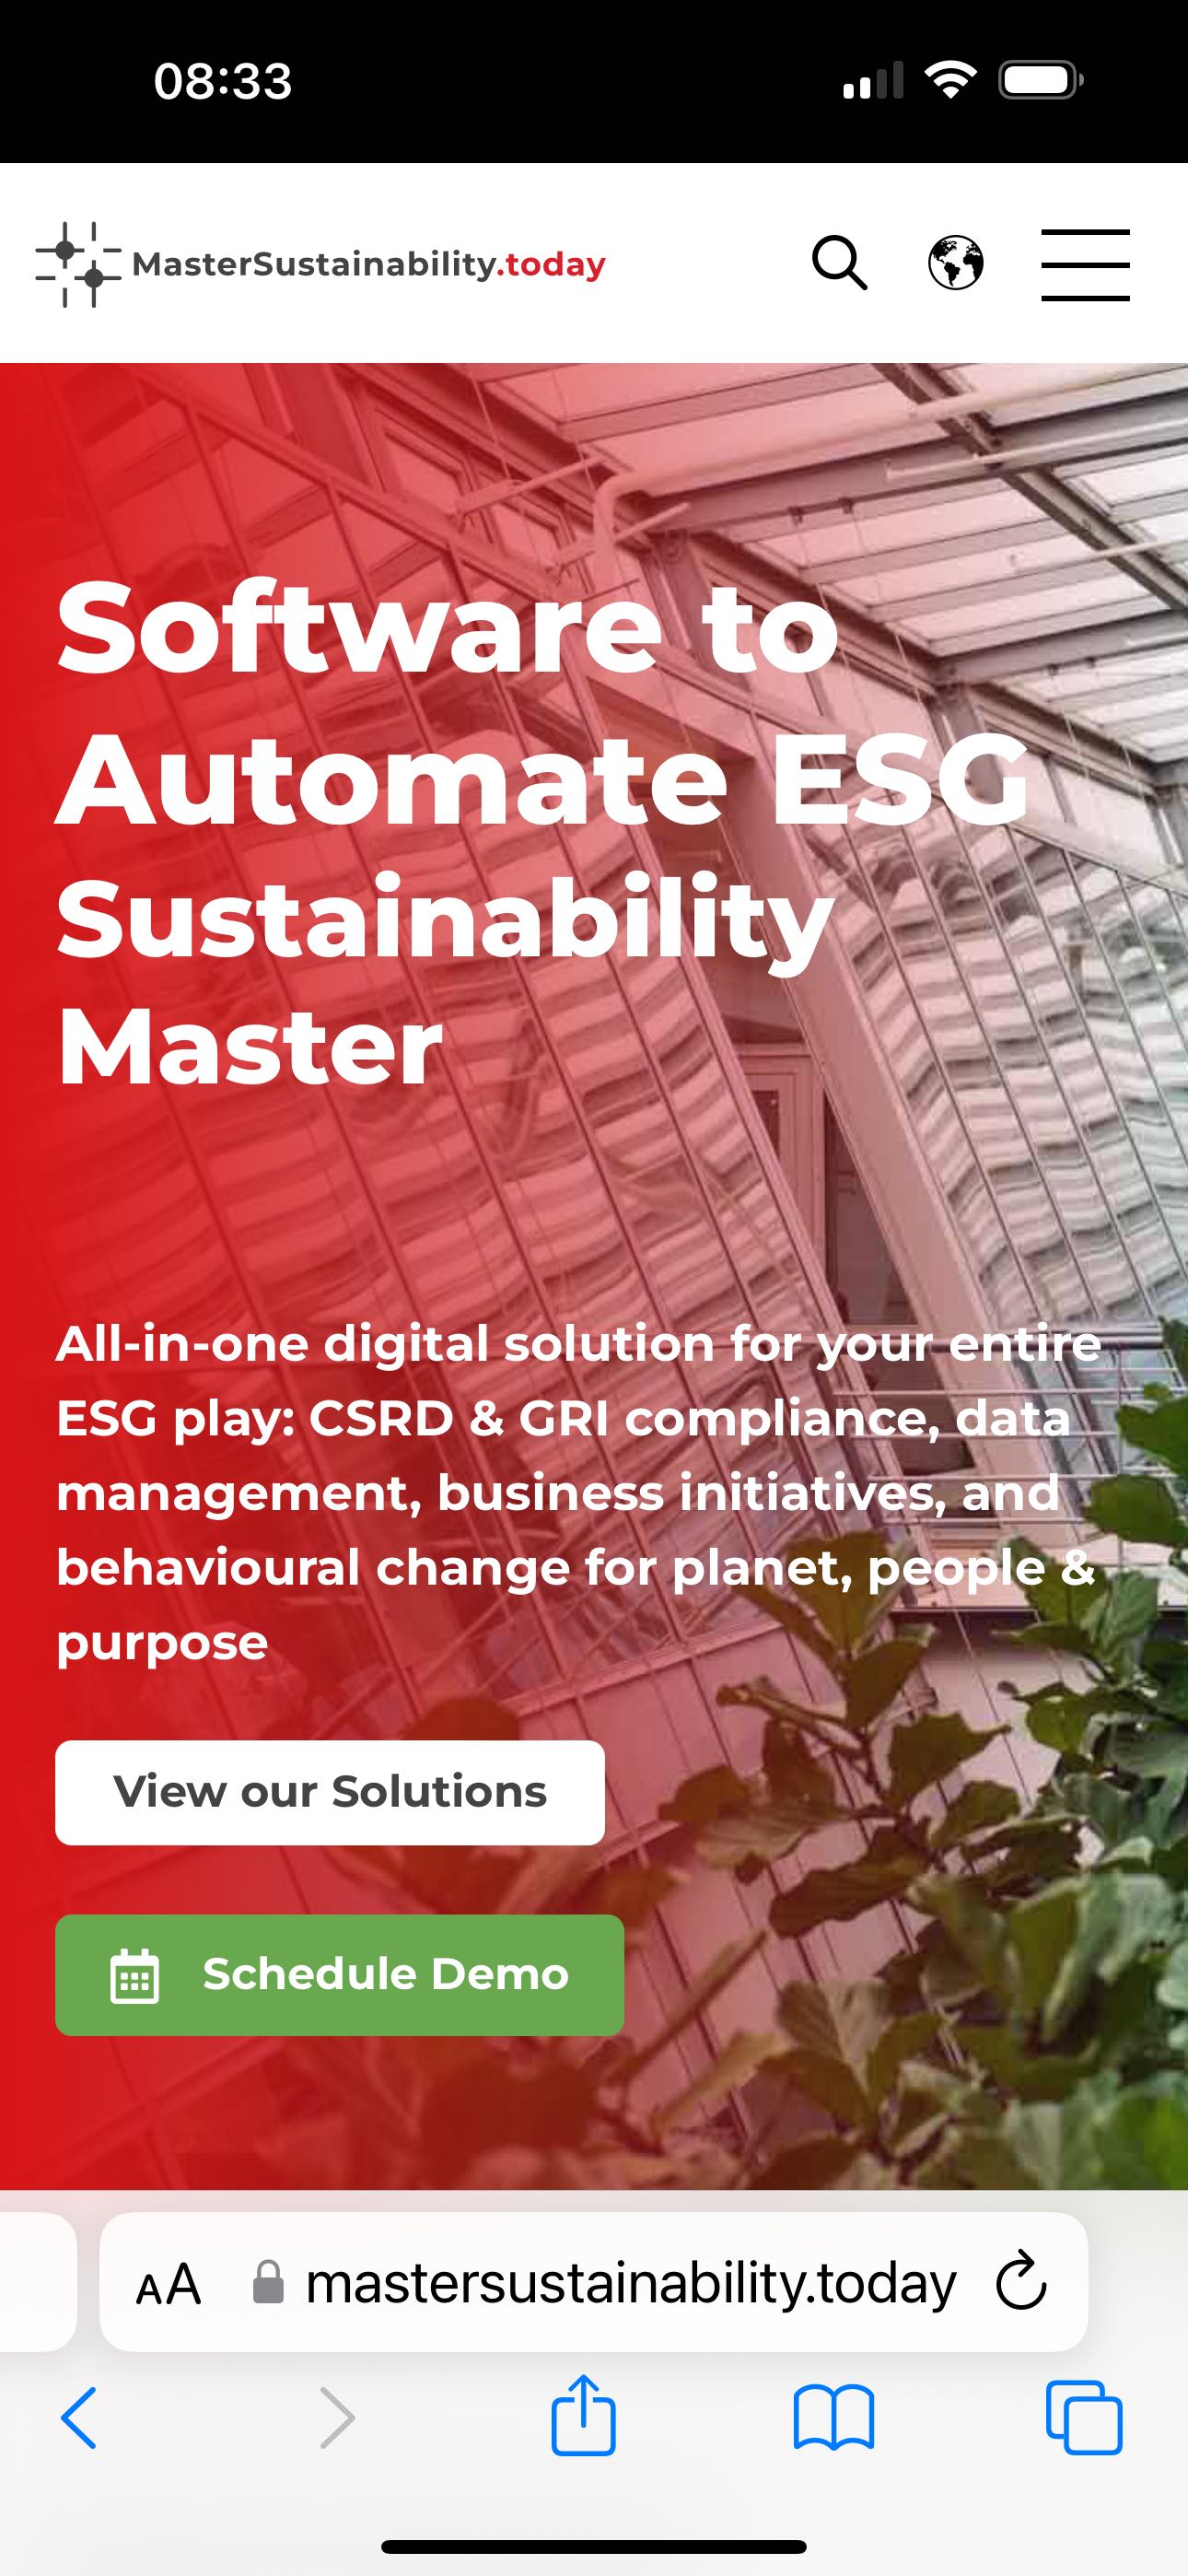 08:33
MasterSustainability.today
Software to
Automate ESG
Sustainability
Master
All-in-one digital solution for your entire
ESG play: CSRD & GRI compliance, data
management, business initiatives, and
behavioural change for planet, people &
purpose
View our Solutions
Schedule Demo
AA mastersustainability.today